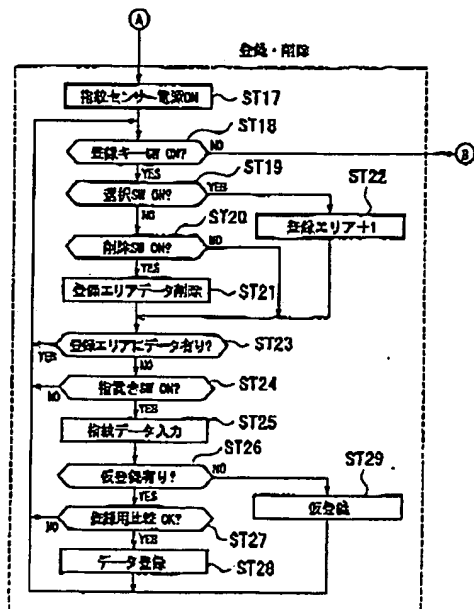 A
登録・削除
指紋センサー電源ON
ST17
ST18
登録キーSW ON?
NO
B
YES
ST19
選択SW ON?
YES
ST22
NO
登録エリア+1
ST20
削除SW ON?
NO
YES
登録エリアデータ削除
ST21
登録エリアにデータ有り?
ST23
YES
NO
指置きSW ON?
ST24
NO
YES
ST25
指紋データ入力
ST26
仮登録有り?
NO
ST29
YES
仮登録
登録用比較 OK?
NO
ST27
YES
データ登録
ST28